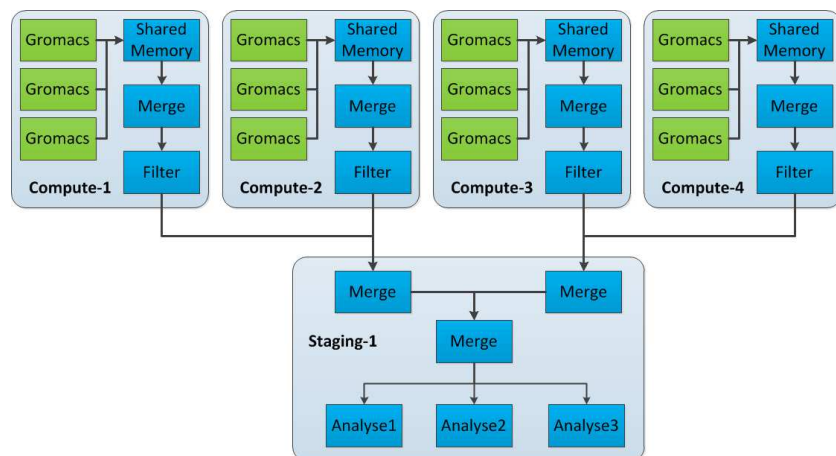 Gromacs
Gromacs
Gromacs
Shared
Memory
Merge
Filter
Compute-1
Gromacs
Gromacs
Gromacs
Shared
Memory
Merge
Filter
Compute-2
Gromacs
Gromacs
Gromacs
Shared
Memory
Merge
Filter
Compute-3
Gromacs
Gromacs
Gromacs
Shared
Memory
Merge
Filter
Compute-4
Merge
Merge
Staging-1
Merge
Analyse1
Analyse2
Analyse3